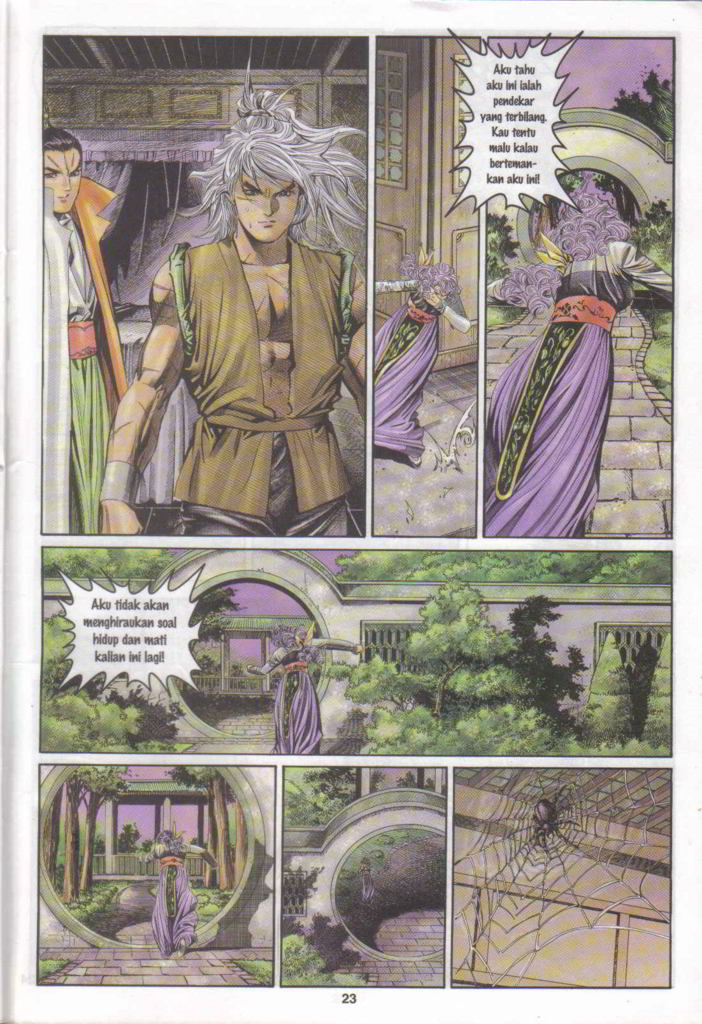 Aku tahu
aku ini ialah
pendekar
yang terbilang.
Kau tentu
malu kalau
berteman-
kan aku ini!
Aku tidak akan
menghiraukan soal
hidup dan mati
kalian ini lagi!
23